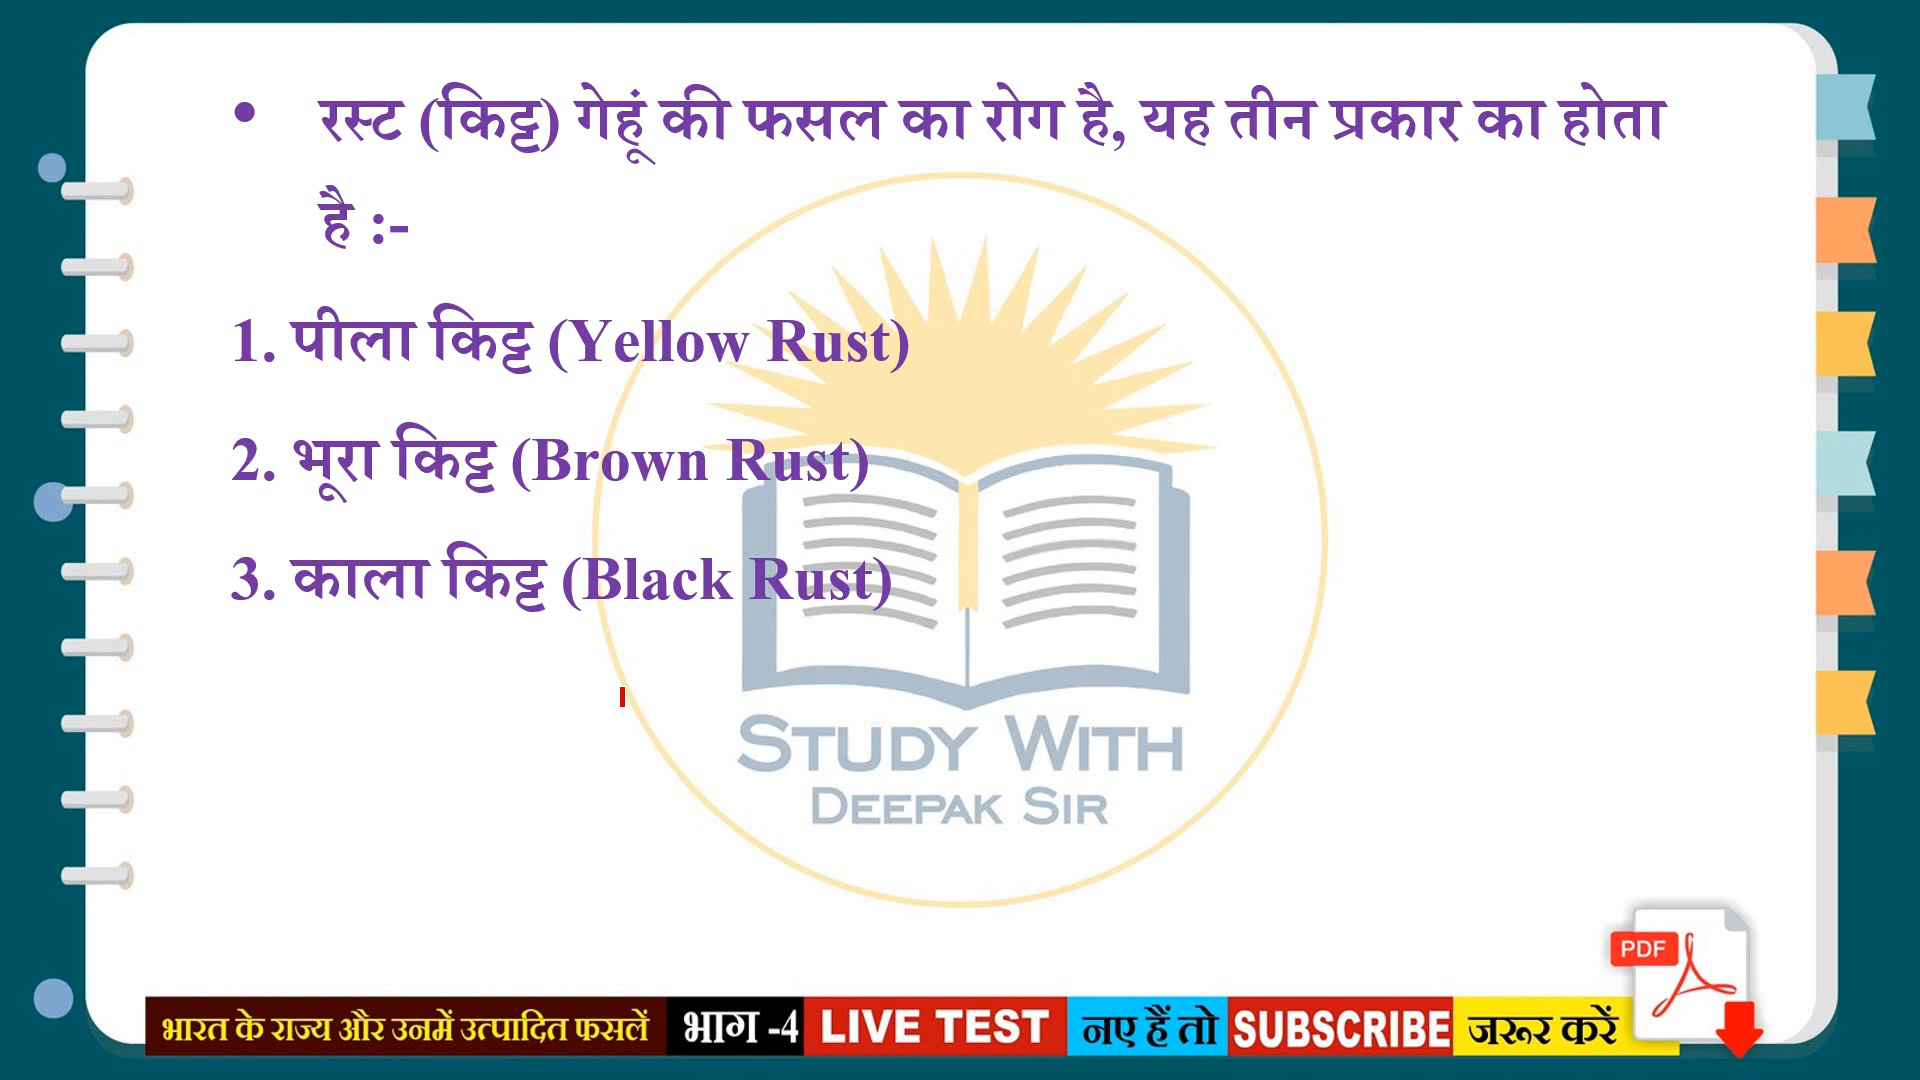 • रस्ट (किट्ट) गेहूं की फसल का रोग है, यह तीन प्रकार का होता
है :-
1. पीला किट्ट (Yellow Rust)
2. भूरा किट्ट (Brown Rust)
3. काला किट्ट (Black Rust)
STUDY WITH
DEEPAK SIR
PDF
भारत के राज्य और उनमें उत्पादित फसलें भाग -4 LIVE TEST नए हैं तो SUBSCRIBE जरूर करें